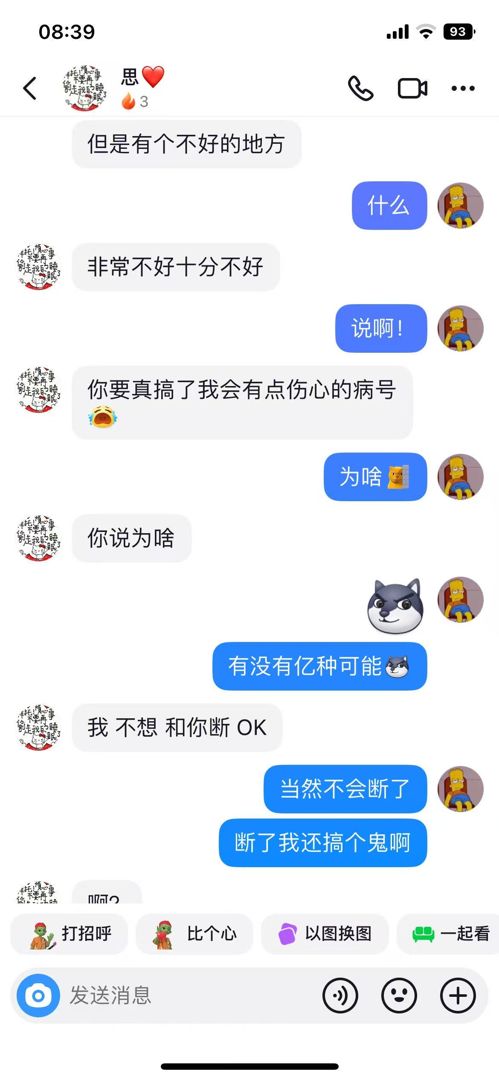 08:39
93
思❤️
🔥3
但是有个不好的地方
什么
非常不好十分不好
说啊！
你要真搞了我会有点伤心的病号
😭
为啥
你说为啥
有没有亿种可能
我 不想 和你断 OK
当然不会断了
断了我还搞个鬼啊
啊?
打招呼
比个心
以图换图
一起看
发送消息